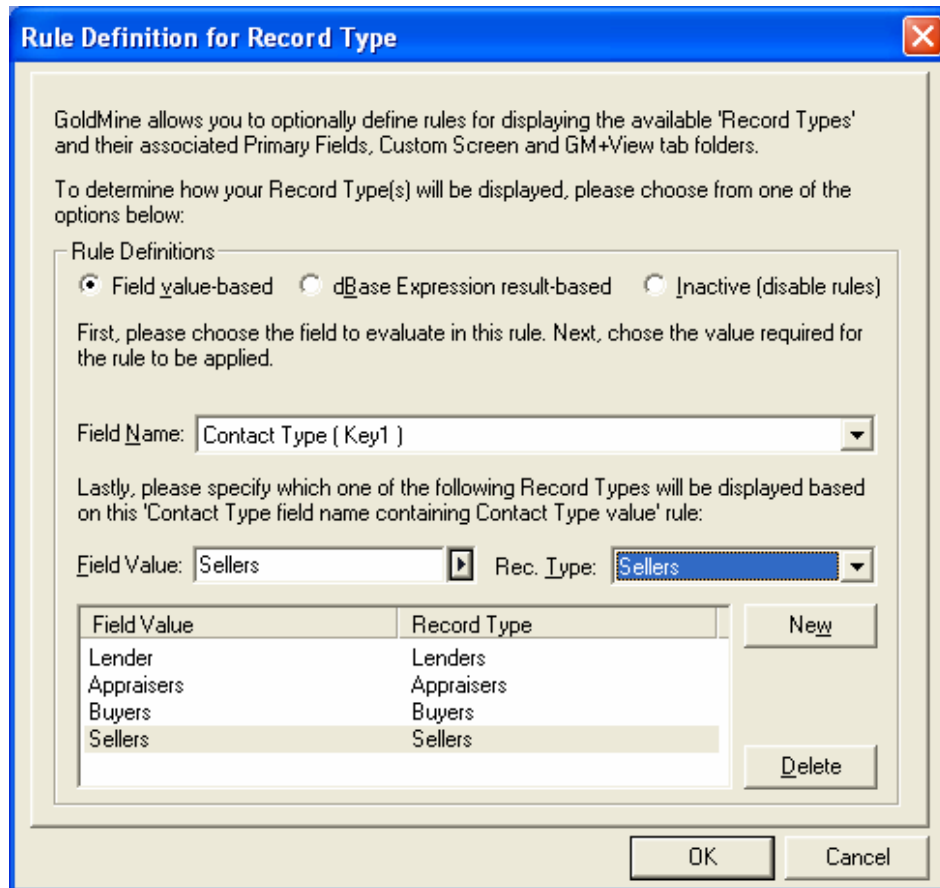 Rule Definition for Record Type
GoldMine allows you to optionally define rules for displaying the available 'Record Types'
and their associated Primary Fields, Custom Screen and GM+View tab folders.
To determine how your Record Type(s) will be displayed, please choose from one of the
options below:
Rule Definitions
Field value-based dBase Expression result-based Inactive (disable rules)
First, please choose the field to evaluate in this rule. Next, chose the value required for
the rule to be applied.
Field Name: Contact Type ( Key1 )
Lastly, please specify which one of the following Record Types will be displayed based
on this 'Contact Type field name containing Contact Type value' rule:
Field Value: Sellers Rec. Type: Sellers
Field Value Record Type New
Lender Lenders
Appraisers Appraisers
Buyers Buyers
Sellers Sellers
Delete
OK Cancel